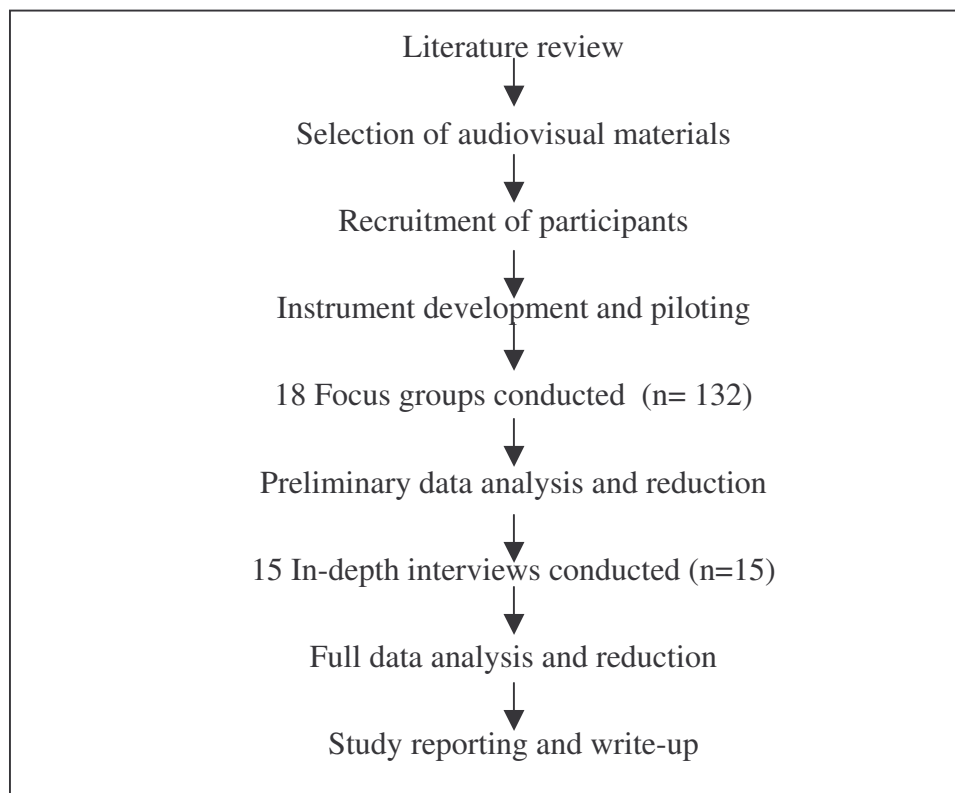 Literature review
Selection of audiovisual materials
Recruitment of participants
Instrument development and piloting
18 Focus groups conducted (n= 132)
Preliminary data analysis and reduction
15 In-depth interviews conducted (n=15)
Full data analysis and reduction
Study reporting and write-up